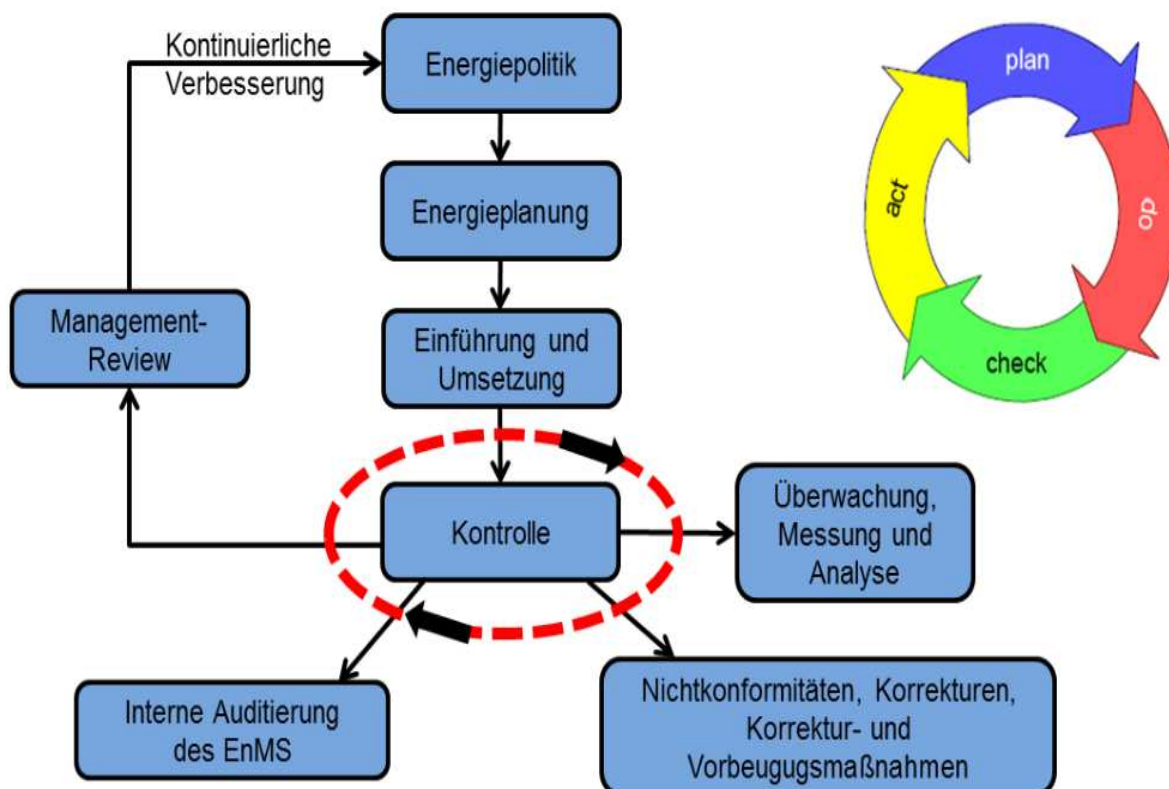 Kontinuierliche
Verbesserung
Energiepolitik
Energieplanung
Einführung und
Umsetzung
Management-
Review
Kontrolle
Überwachung,
Messung und
Analyse
Interne Auditierung
des EnMS
Nichtkonformitäten, Korrekturen,
Korrektur- und
Vorbeugugsmaßnahmen
plan
do
check
act